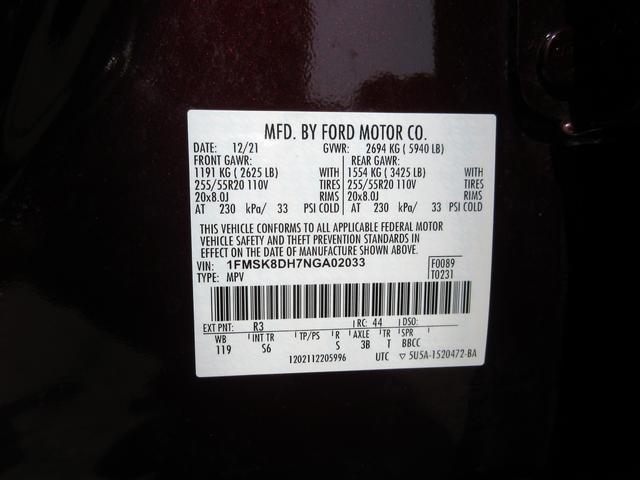 MFD. BY FORD MOTOR CO.
DATE: 12/21 GVWR: 2694 KG ( 5940 LB)
FRONT GAWR: REAR GAWR:
1191 KG ( 2625 LB) WITH 1554 KG ( 3425 LB) WITH
255/55R20 110V TIRES 255/55R20 110V TIRES
20x8.0J RIMS 20x8.0J RIMS
AT 230 kPa/ 33 PSI COLD AT 230 kPa/ 33 PSI COLD
THIS VEHICLE CONFORMS TO ALL APPLICABLE FEDERAL MOTOR
VEHICLE SAFETY AND THEFT PREVENTION STANDARDS IN
EFFECT ON THE DATE OF MANUFACTURE SHOWN ABOVE.
VIN: 1FMSK8DH7NGA02033 F0089
TYPE: MPV T0231
EXT PNT: R3 RC: 44 DSO:
WB INT TR TP/PS R AXLE TR SPR
119 S6 S 3B T BBCC
1202112205996 UTC ▽ 5U5A-1520472-BA